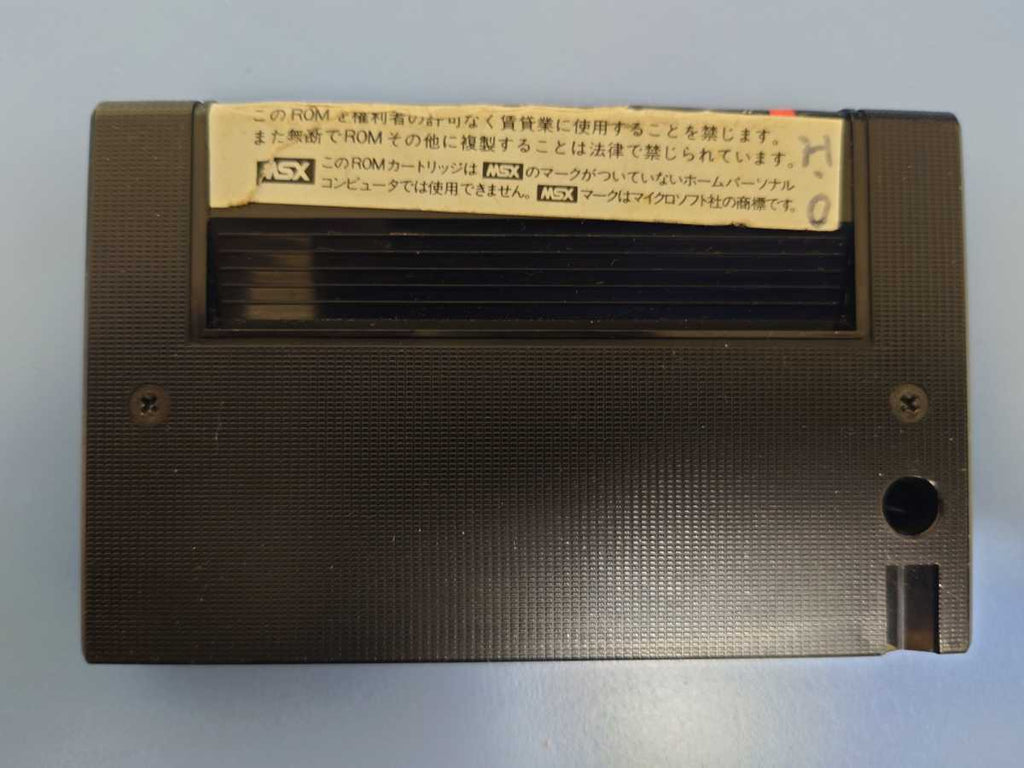 このROMを権利者の許可なく賃貸業に使用することを禁じます。
また無断でROMその他に複製することは法律で禁じられています。
MSX このROMカートリッジは MSX のマークがついていないホームパーソナル
コンピュータでは使用できません。 MSX マークはマイクロソフト社の商標です。
H.O